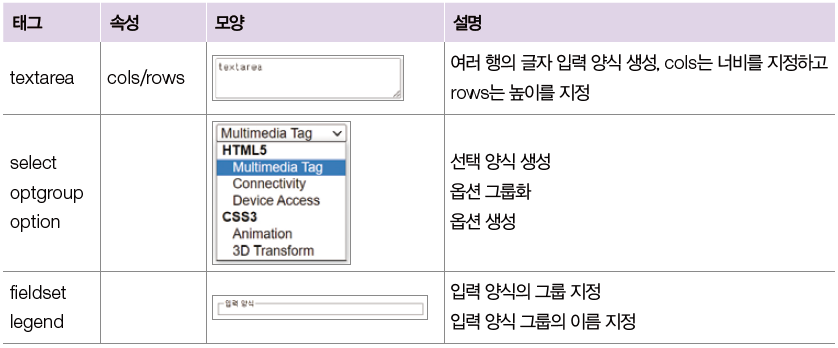 태그 속성 모양 설명
textarea cols/rows textarea 여러 행의 글자 입력 양식 생성, cols는 너비를 지정하고
rows는 높이를 지정
Multimedia Tag
HTML5
select Multimedia Tag 선택 양식 생성
optgroup Connectivity 옵션 그룹화
Device Access
option CSS3 옵션 생성
Animation
3D Transform
fieldset 입력 양식 입력 양식의 그룹 지정
legend 입력 양식 그룹의 이름 지정